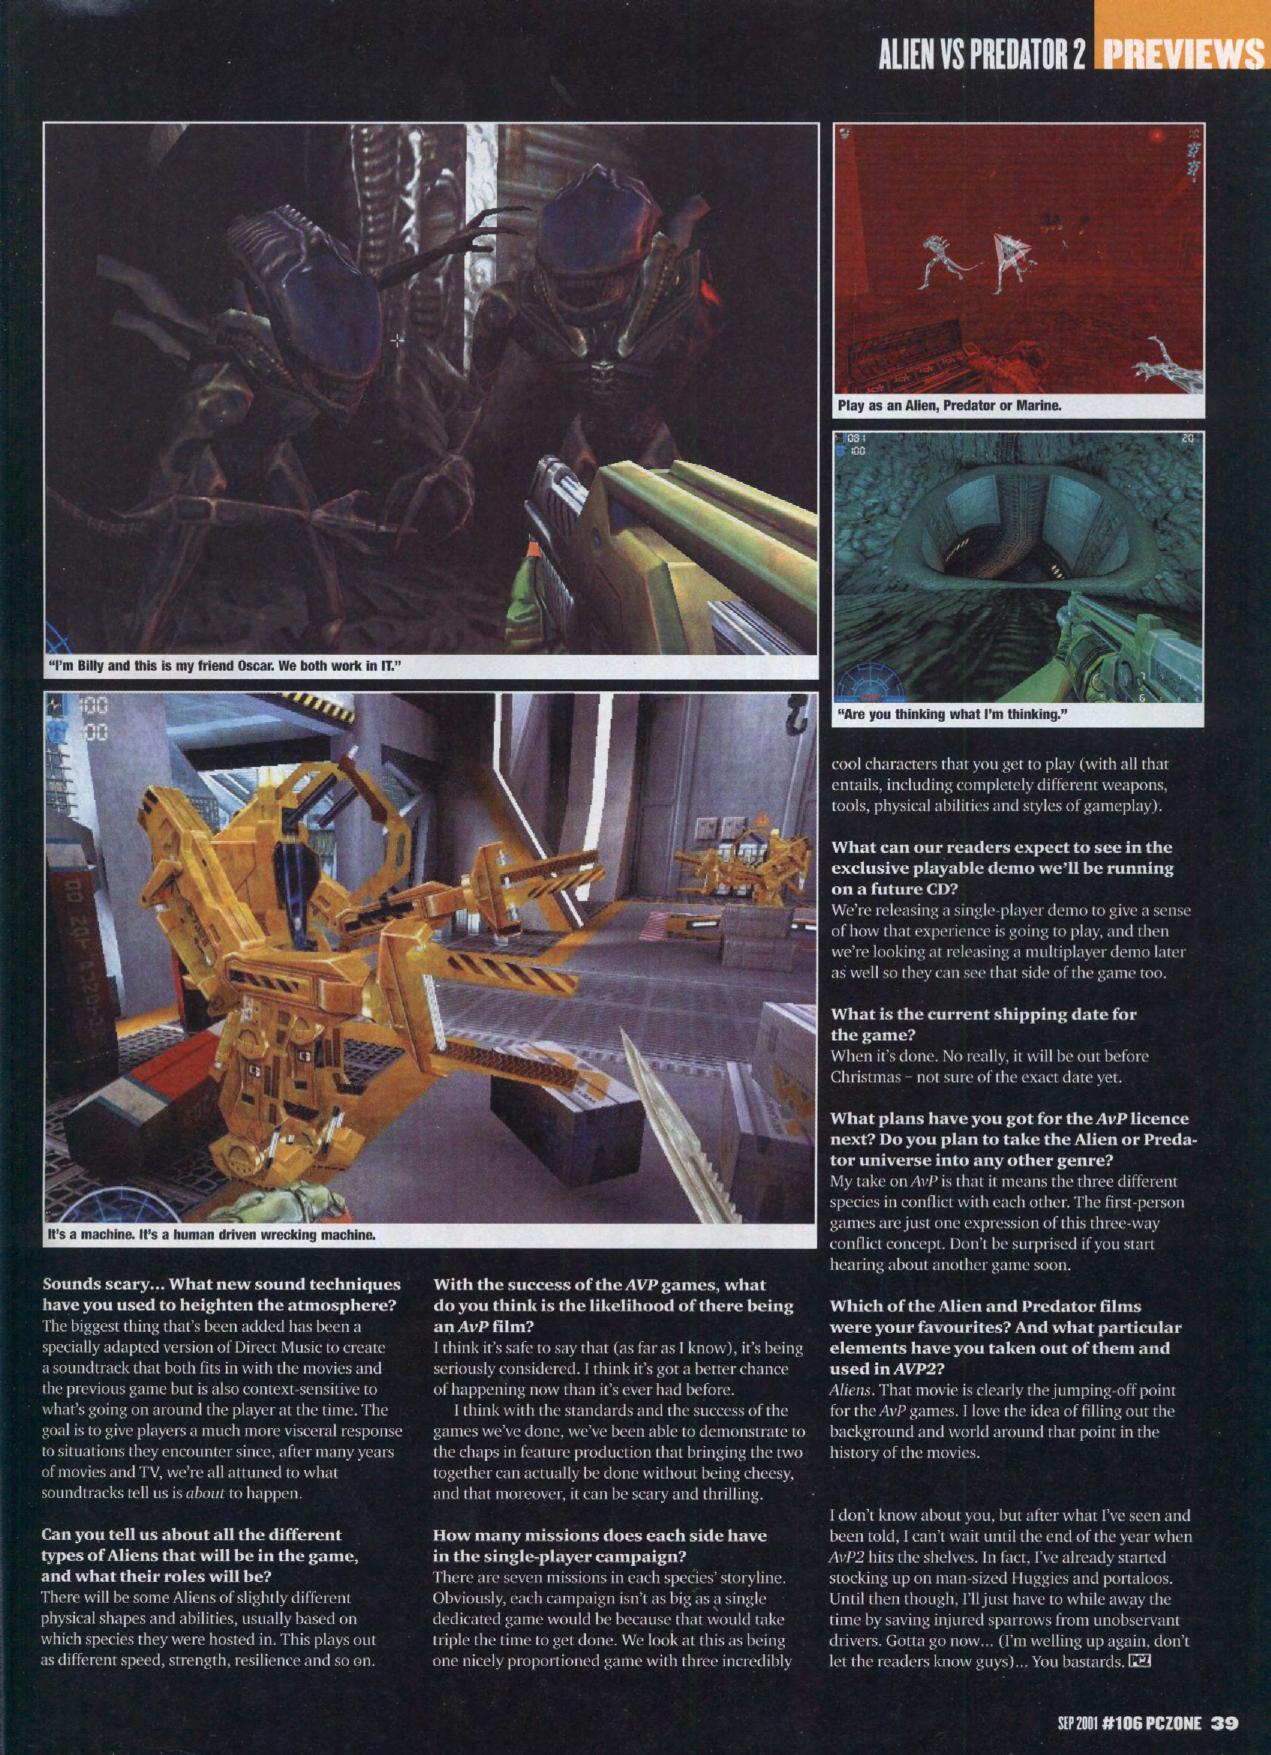 ALIEN VS PREDATOR 2 PREVIEWS
"I'm Billy and this is my friend Oscar. We both work in IT."
Play as an Alien, Predator or Marine.
031
100
20
6
"Are you thinking what I'm thinking."
100
100
It's a machine. It's a human driven wrecking machine.
Sounds scary... What new sound techniques
have you used to heighten the atmosphere?
The biggest thing that's been added has been a
specially adapted version of Direct Music to create
a soundtrack that both fits in with the movies and
the previous game but is also context-sensitive to
what's going on around the player at the time. The
goal is to give players a much more visceral response
to situations they encounter since, after many years
of movies and TV, we're all attuned to what
soundtracks tell us is about to happen.
Can you tell us about all the different
types of Aliens that will be in the game,
and what their roles will be?
There will be some Aliens of slightly different
physical shapes and abilities, usually based on
which species they were hosted in. This plays out
as different speed, strength, resilience and so on.
With the success of the AVP games, what
do you think is the likelihood of there being
an AvP film?
I think it's safe to say that (as far as I know), it's being
seriously considered. I think it's got a better chance
of happening now than it's ever had before.
I think with the standards and the success of the
games we've done, we've been able to demonstrate to
the chaps in feature production that bringing the two
together can actually be done without being cheesy,
and that moreover, it can be scary and thrilling.
How many missions does each side have
in the single-player campaign?
There are seven missions in each species' storyline.
Obviously, each campaign isn't as big as a single
dedicated game would be because that would take
triple the time to get done. We look at this as being
one nicely proportioned game with three incredibly
cool characters that you get to play (with all that
entails, including completely different weapons,
tools, physical abilities and styles of gameplay).
What can our readers expect to see in the
exclusive playable demo we'll be running
on a future CD?
We're releasing a single-player demo to give a sense
of how that experience is going to play, and then
we're looking at releasing a multiplayer demo later
as well so they can see that side of the game too.
What is the current shipping date for
the game?
When it's done. No really, it will be out before
Christmas – not sure of the exact date yet.
What plans have you got for the AvP licence
next? Do you plan to take the Alien or Preda-
tor universe into any other genre?
My take on AvP is that it means the three different
species in conflict with each other. The first-person
games are just one expression of this three-way
conflict concept. Don't be surprised if you start
hearing about another game soon.
Which of the Alien and Predator films
were your favourites? And what particular
elements have you taken out of them and
used in AVP2?
Aliens. That movie is clearly the jumping-off point
for the AvP games. I love the idea of filling out the
background and world around that point in the
history of the movies.
I don't know about you, but after what I've seen and
been told, I can't wait until the end of the year when
AvP2 hits the shelves. In fact, I've already started
stocking up on man-sized Huggies and portaloos.
Until then though, I'll just have to while away the
time by saving injured sparrows from unobservant
drivers. Gotta go now... (I'm welling up again, don't
let the readers know guys)... You bastards. PCZ
SEP 2001 #106 PCZONE 39